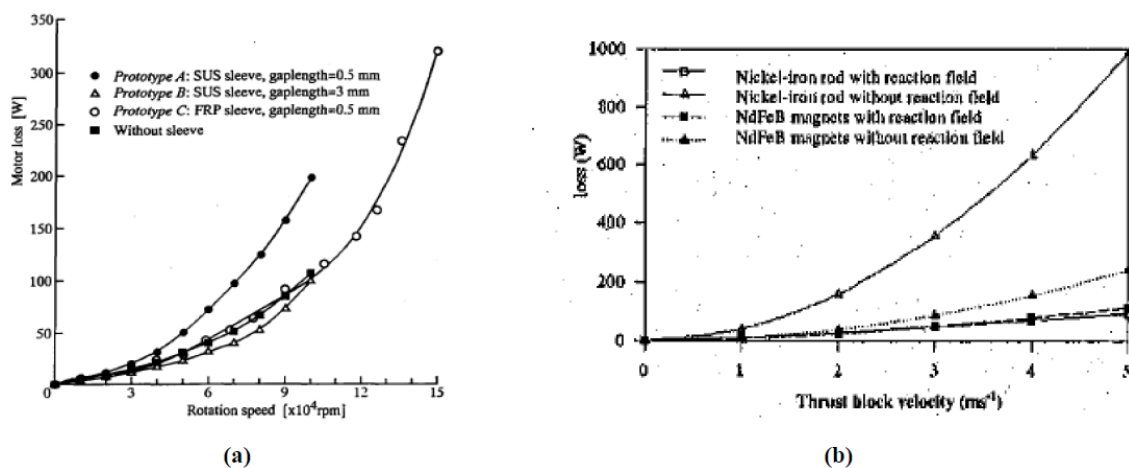 350
300
250
200
150
100
50
0
3
6
9
12
15
Motor loss [W]
Rotation speed [x10⁴rpm]
Prototype A: SUS sleeve, gaplength=0.5 mm
Prototype B: SUS sleeve, gaplength=3 mm
Prototype C: FRP sleeve, gaplength=0.5 mm
Without sleeve
(a)
1000
800
600
400
200
0
0
1
2
3
4
5
loss (W)
Thrust block velocity (ms⁻¹)
Nickel-iron rod with reaction field
Nickel-iron rod without reaction field
NdFeB magnets with reaction field
NdFeB magnets without reaction field
(b)